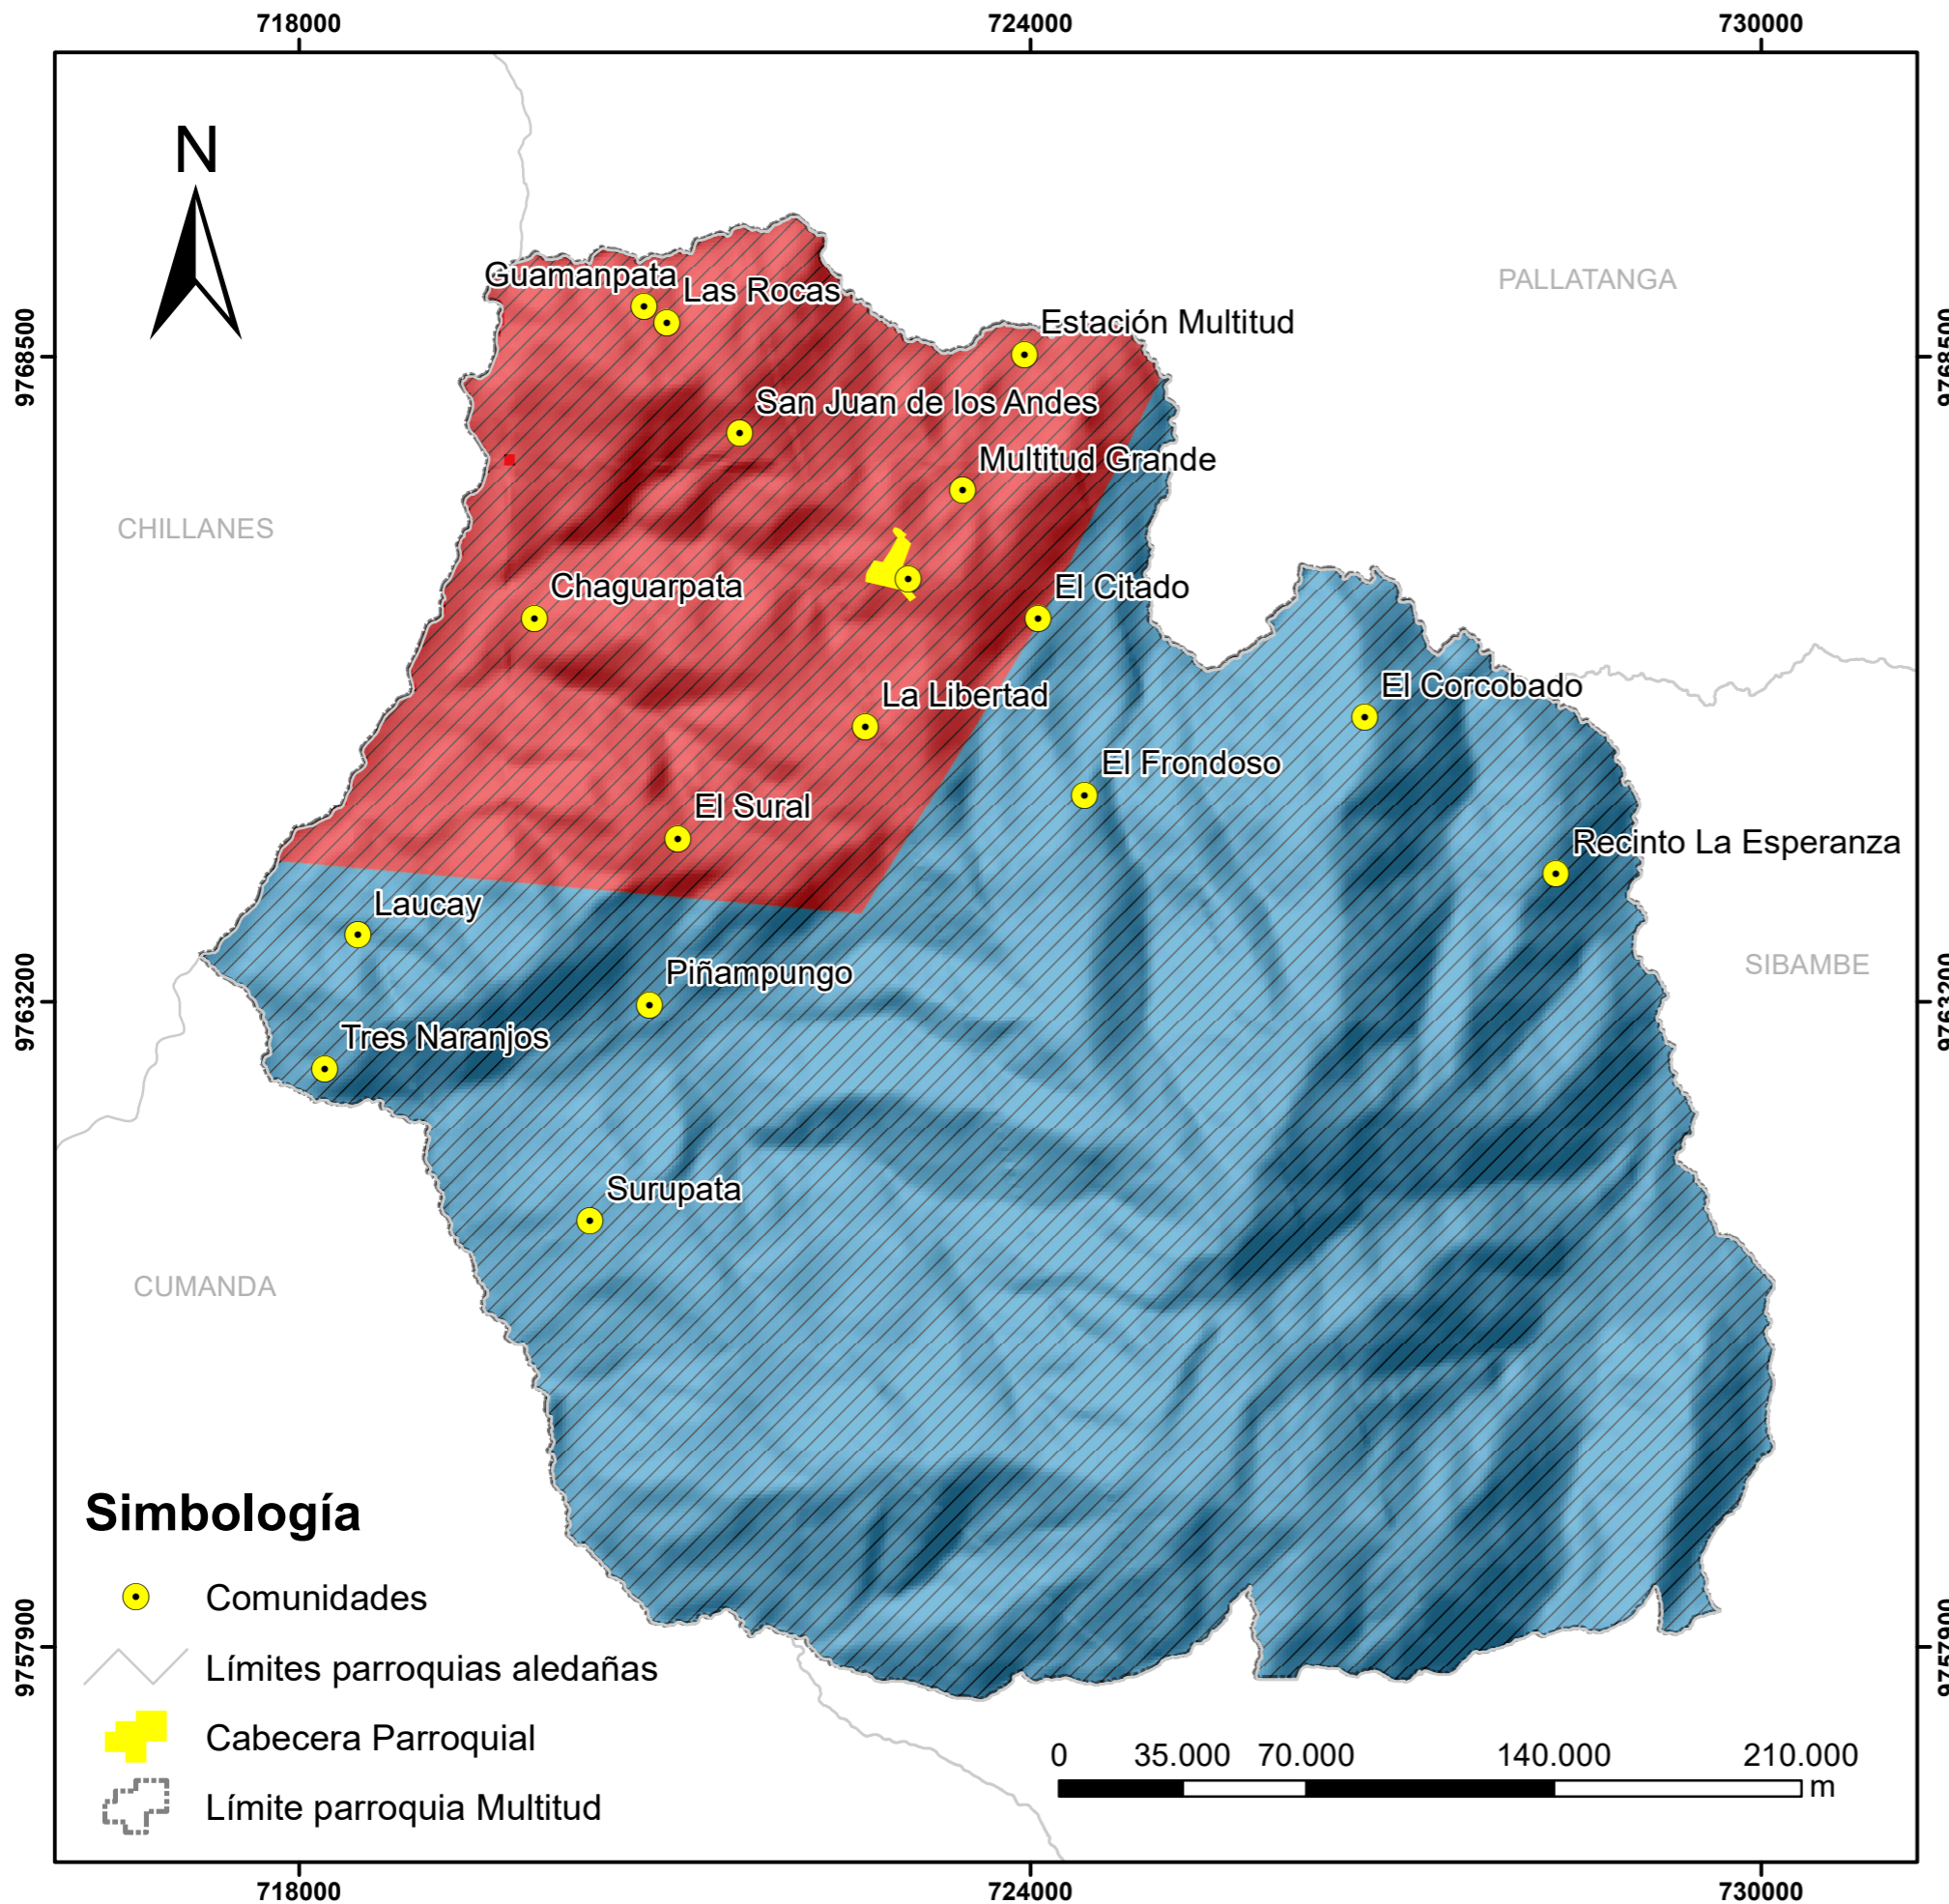 718000
724000
730000
N
PALLATANGA
Guamanpata
Las Rocas
Estación Multitud
9768500
9768500
San Juan de los Andes
Multitud Grande
CHILLANES
Chaguarpata
El Citado
El Corcobado
La Libertad
El Frondoso
El Sural
Recinto La Esperanza
Laucay
SIBAMBE
Piñampungo
9763200
9763200
Tres Naranjos
Surupata
CUMANDA
Simbología
Comunidades
Límites parroquias aledañas
9757900
9757900
Cabecera Parroquial
0 35.000 70.000 140.000 210.000
m
Límite parroquia Multitud
718000
724000
730000